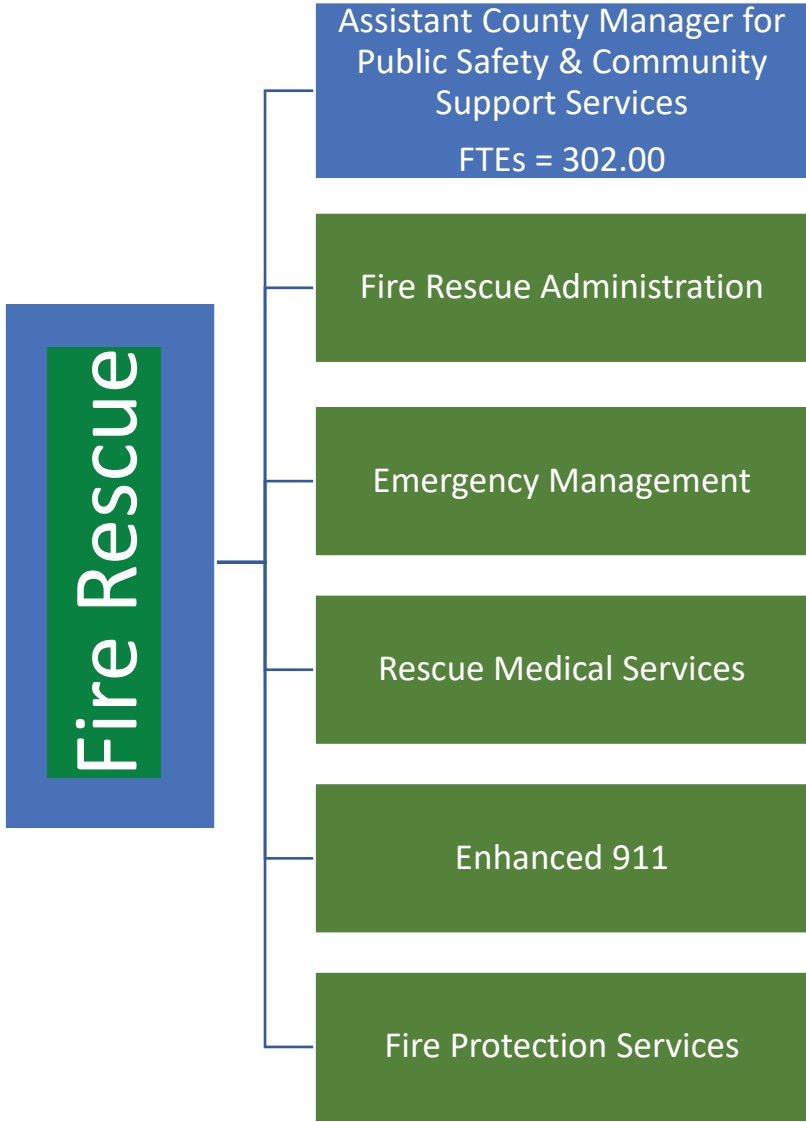 Assistant County Manager for
Public Safety & Community
Support Services
FTEs = 302.00
Fire Rescue Administration
Emergency Management
Fire Rescue
Rescue Medical Services
Enhanced 911
Fire Protection Services